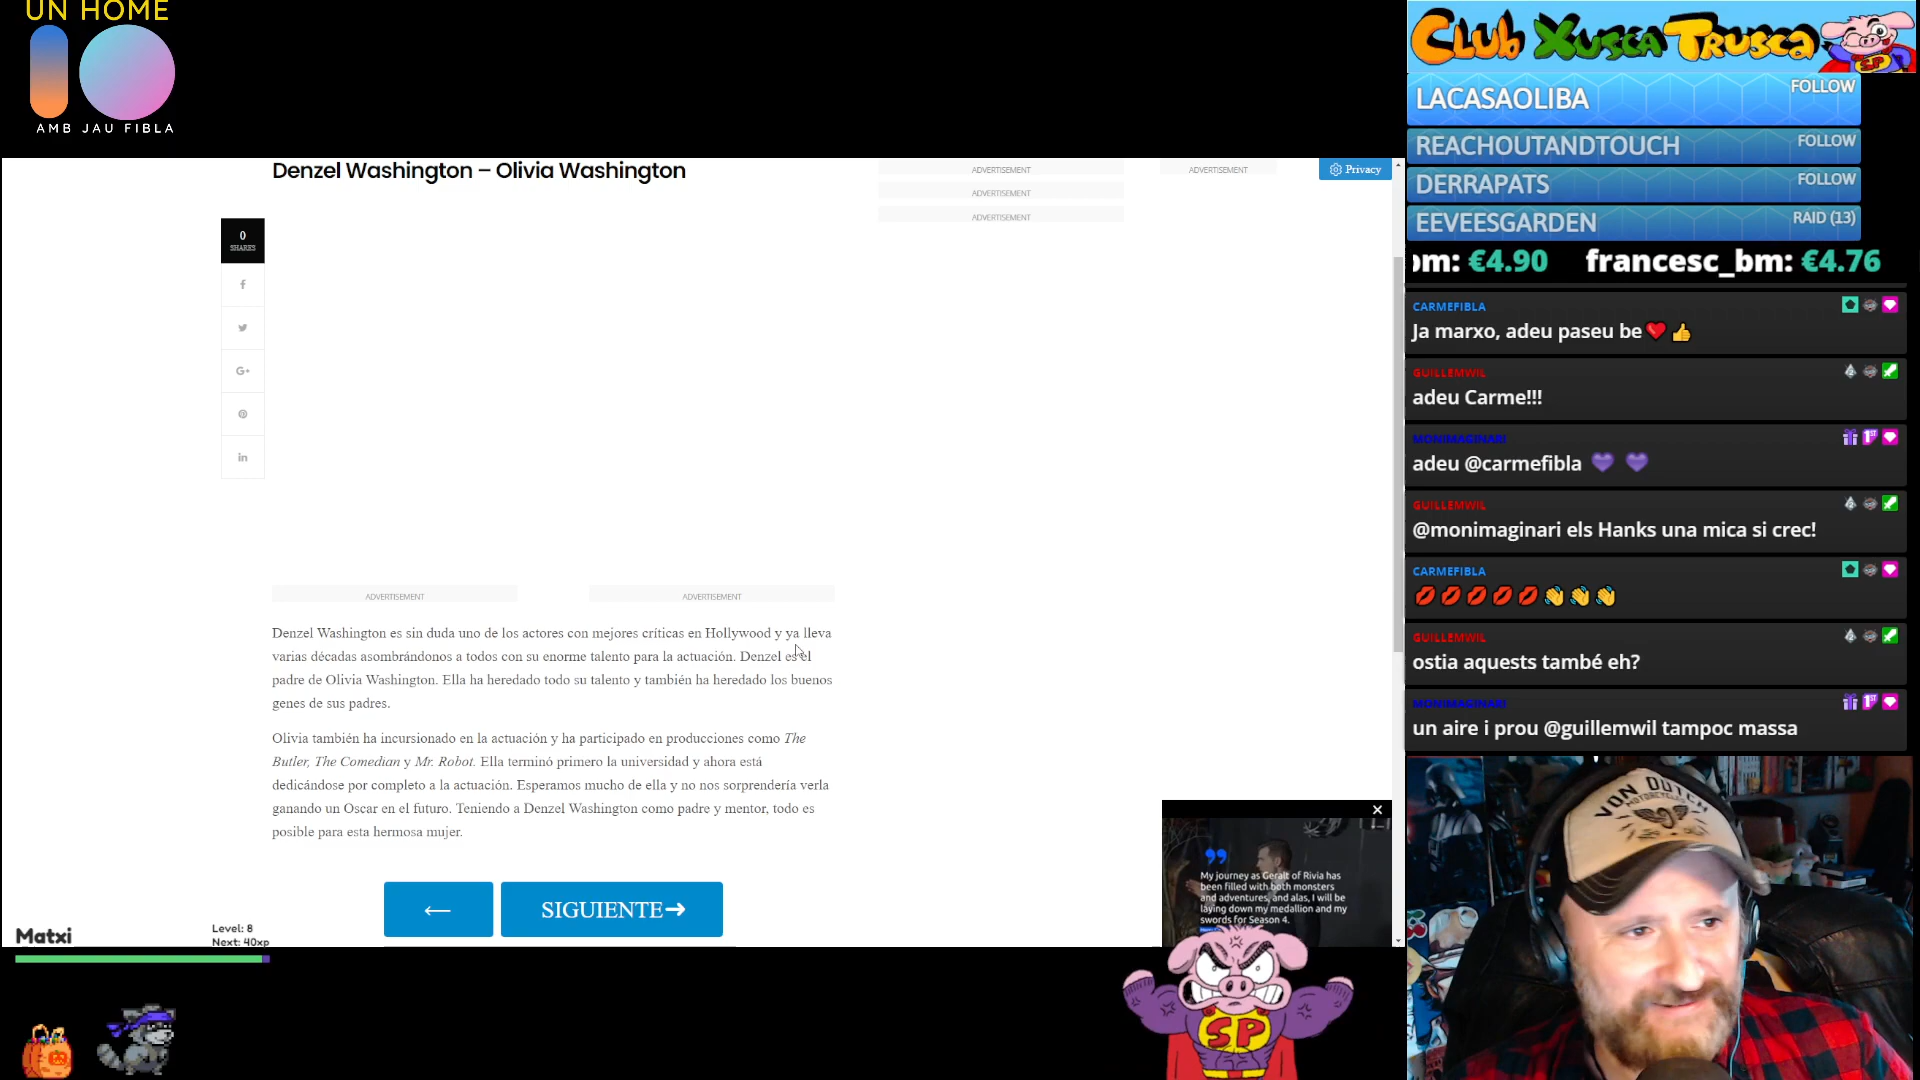 UN HOME
10
AMB JAU FIBLA
Denzel Washington – Olivia Washington
0
SHARES
G+
in
ADVERTISEMENT
ADVERTISEMENT
ADVERTISEMENT
ADVERTISEMENT
Privacy
ADVERTISEMENT
ADVERTISEMENT
Denzel Washington es sin duda uno de los actores con mejores críticas en Hollywood y ya lleva
varias décadas asombrándonos a todos con su enorme talento para la actuación. Denzel es el
padre de Olivia Washington. Ella ha heredado todo su talento y también ha heredado los buenos
genes de sus padres.
Olivia también ha incursionado en la actuación y ha participado en producciones como The
Butler, The Comedian y Mr. Robot. Ella terminó primero la universidad y ahora está
dedicándose por completo a la actuación. Esperamos mucho de ella y no nos sorprendería verla
ganando un Oscar en el futuro. Teniendo a Denzel Washington como padre y mentor, todo es
posible para esta hermosa mujer.
← SIGUIENTE➔
My journey as Geralt of Rivia has
been filled with both monsters
and adventures, and alas, I will be
laying down my medallion and my
swords for Season 4.
SP
Matxi
Level: 8
Next: 40xp
CLUB XUSCA TRUSCA
SP
LACASAOLIBA FOLLOW
REACHOUTANDTOUCH FOLLOW
DERRAPATS FOLLOW
EEVEESGARDEN RAID (13)
om: €4.90 francesc_bm: €4.76
CARMEFIBLA
Ja marxo, adeu paseu be❤️👍
GUILLEMWIL
adeu Carme!!!
MONIMAGINARI
adeu @carmefibla 💜 💜
GUILLEMWIL
@monimaginari els Hanks una mica si crec!
CARMEFIBLA
💋💋💋💋💋👋👋👋
GUILLEMWIL
ostia aquests també eh?
MONIMAGINARI
un aire i prou @guillemwil tampoc massa
VON DUTCH
MOTORCYCLES